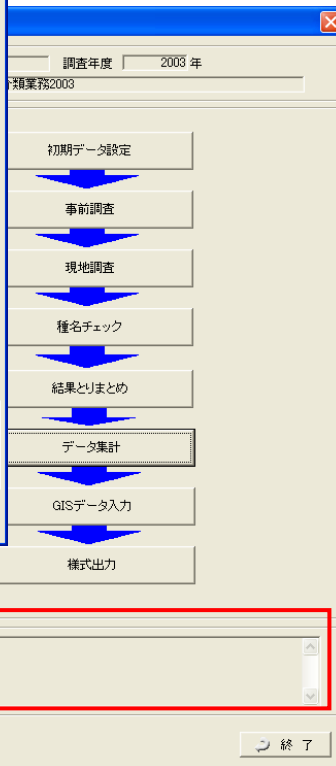 調査年度 2003 年
類業務2003
初期データ設定
事前調査
現地調査
種名チェック
結果とりまとめ
データ集計
GISデータ入力
様式出力
終 了